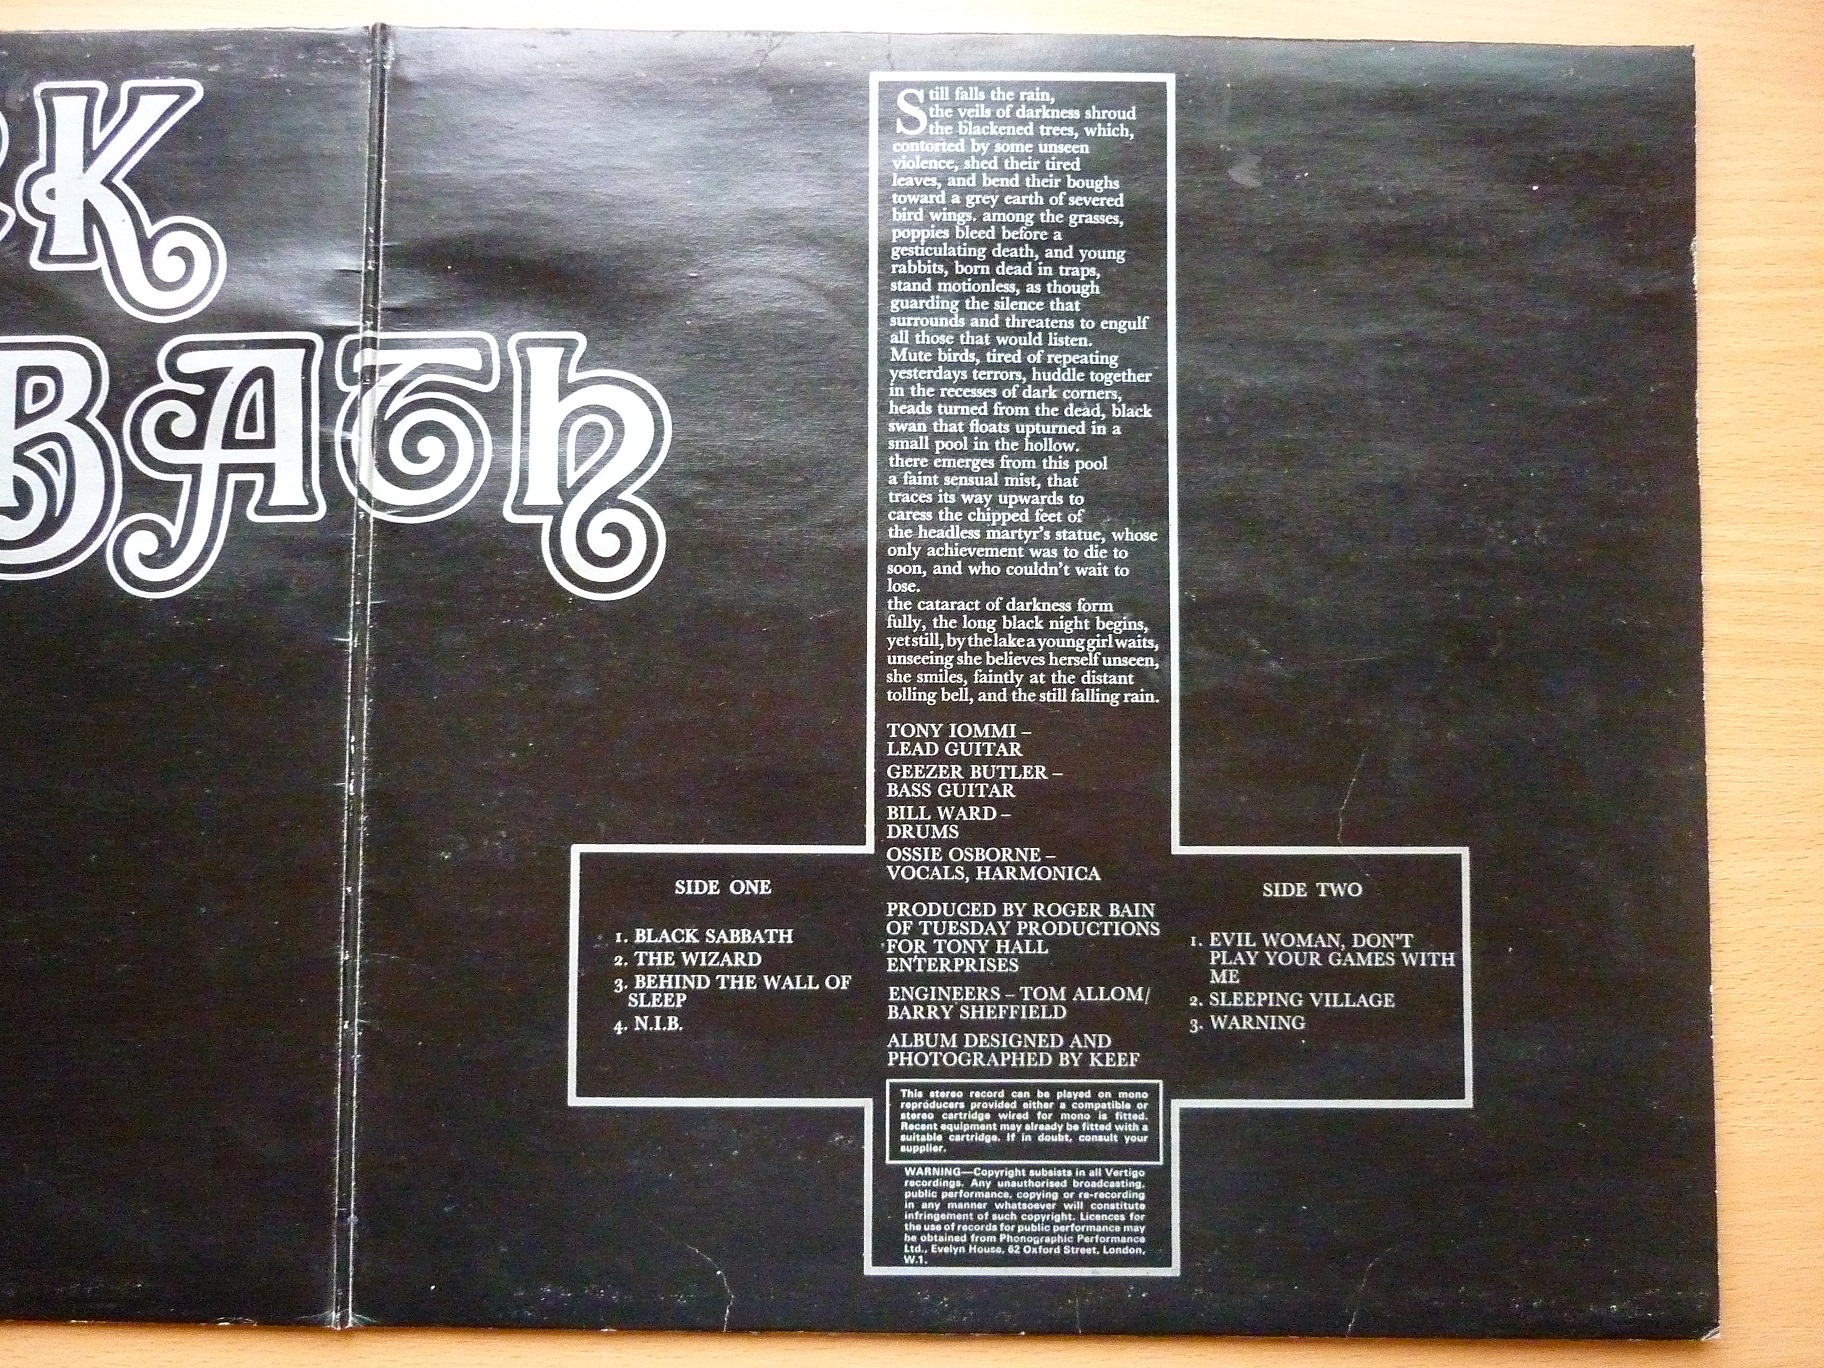 CK
BBATH
Still falls the rain,
the veils of darkness shroud
the blackened trees, which,
contorted by some unseen
violence, shed their tired
leaves, and bend their boughs
toward a grey earth of severed
bird wings. among the grasses,
poppies bleed before a
gesticulating death, and young
rabbits, born dead in traps,
stand motionless, as though
guarding the silence that
surrounds and threatens to engulf
all those that would listen.
Mute birds, tired of repeating
yesterdays terrors, huddle together
in the recesses of dark corners,
heads turned from the dead, black
swan that floats upturned in a
small pool in the hollow.
there emerges from this pool
a faint sensual mist, that
traces its way upwards to
caress the chipped feet of
the headless martyr's statue, whose
only achievement was to die to
soon, and who couldn't wait to
lose.
the cataract of darkness form
fully, the long black night begins,
yet still, by the lake a young girl waits,
unseeing she believes herself unseen,
she smiles, faintly at the distant
tolling bell, and the still falling rain.
TONY IOMMI –
LEAD GUITAR
GEEZER BUTLER –
BASS GUITAR
BILL WARD –
DRUMS
OSSIE OSBORNE –
VOCALS, HARMONICA
PRODUCED BY ROGER BAIN
OF TUESDAY PRODUCTIONS
FOR TONY HALL
ENTERPRISES
ENGINEERS – TOM ALLOM/
BARRY SHEFFIELD
ALBUM DESIGNED AND
PHOTOGRAPHED BY KEEF
SIDE ONE
1. BLACK SABBATH
2. THE WIZARD
3. BEHIND THE WALL OF
SLEEP
4. N.I.B.
SIDE TWO
1. EVIL WOMAN, DON'T
PLAY YOUR GAMES WITH
ME
2. SLEEPING VILLAGE
3. WARNING
This stereo record can be played on mono
reproducers provided either a compatible or
stereo cartridge wired for mono is fitted.
Recent equipment may already be fitted with a
suitable cartridge. If in doubt, consult your
supplier.
WARNING—Copyright subsists in all Vertigo
recordings. Any unauthorised broadcasting,
public performance, copying or re-recording
in any manner whatsoever will constitute
infringement of such copyright. Licences for
the use of records for public performance may
be obtained from Phonographic Performance
Ltd., Evelyn House, 62 Oxford Street, London,
W.1.